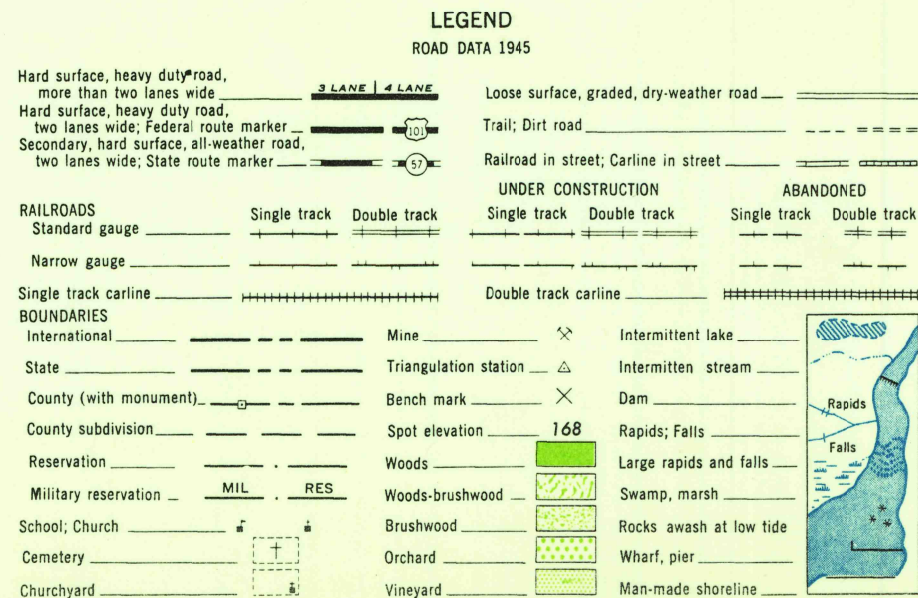 LEGEND
ROAD DATA 1945
Hard surface, heavy duty road,
more than two lanes wide
3 LANE 4 LANE
Hard surface, heavy duty road,
two lanes wide; Federal route marker
101
Secondary, hard surface, all-weather road,
two lanes wide; State route marker
57
Loose surface, graded, dry-weather road
Trail; Dirt road
Railroad in street; Carline in street
UNDER CONSTRUCTION ABANDONED
RAILROADS Single track Double track Single track Double track Single track Double track
Standard gauge
Narrow gauge
Single track carline Double track carline
BOUNDARIES
International
State
County (with monument)
County subdivision
Reservation
Military reservation MIL RES
School; Church
Cemetery
Churchyard
Mine
Triangulation station
Bench mark
Spot elevation 168
Woods
Woods-brushwood
Brushwood
Orchard
Vineyard
Intermittent lake
Intermitten stream
Dam
Rapids; Falls
Large rapids and falls
Swamp, marsh
Rocks awash at low tide
Wharf, pier
Man-made shoreline
Rapids
Falls